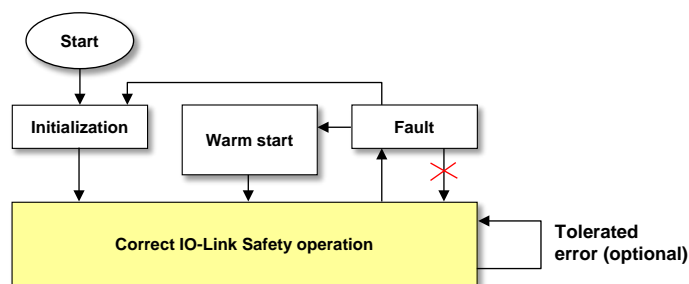 Start
Initialization
Warm start
Fault
Correct IO-Link Safety operation
Tolerated
error (optional)